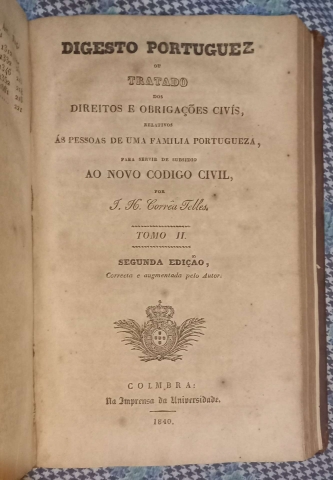 DIGESTO PORTUGUEZ
OU
TRATADO
DOS
DIREITOS E OBRIGAÇÕES CIVÍS,
RELATIVOS
ÁS PESSOAS DE UMA FAMILIA PORTUGUEZA,
PARA SERVIR DE SUBSIDIO
AO NOVO CODIGO CIVIL,
POR
J. H. Corrêa Telles.
TOMO II.
SEGUNDA EDIÇÃO,
Correcta e augmentada pelo Autor.
COIMBRA:
Na Imprensa da Universidade.
1840.